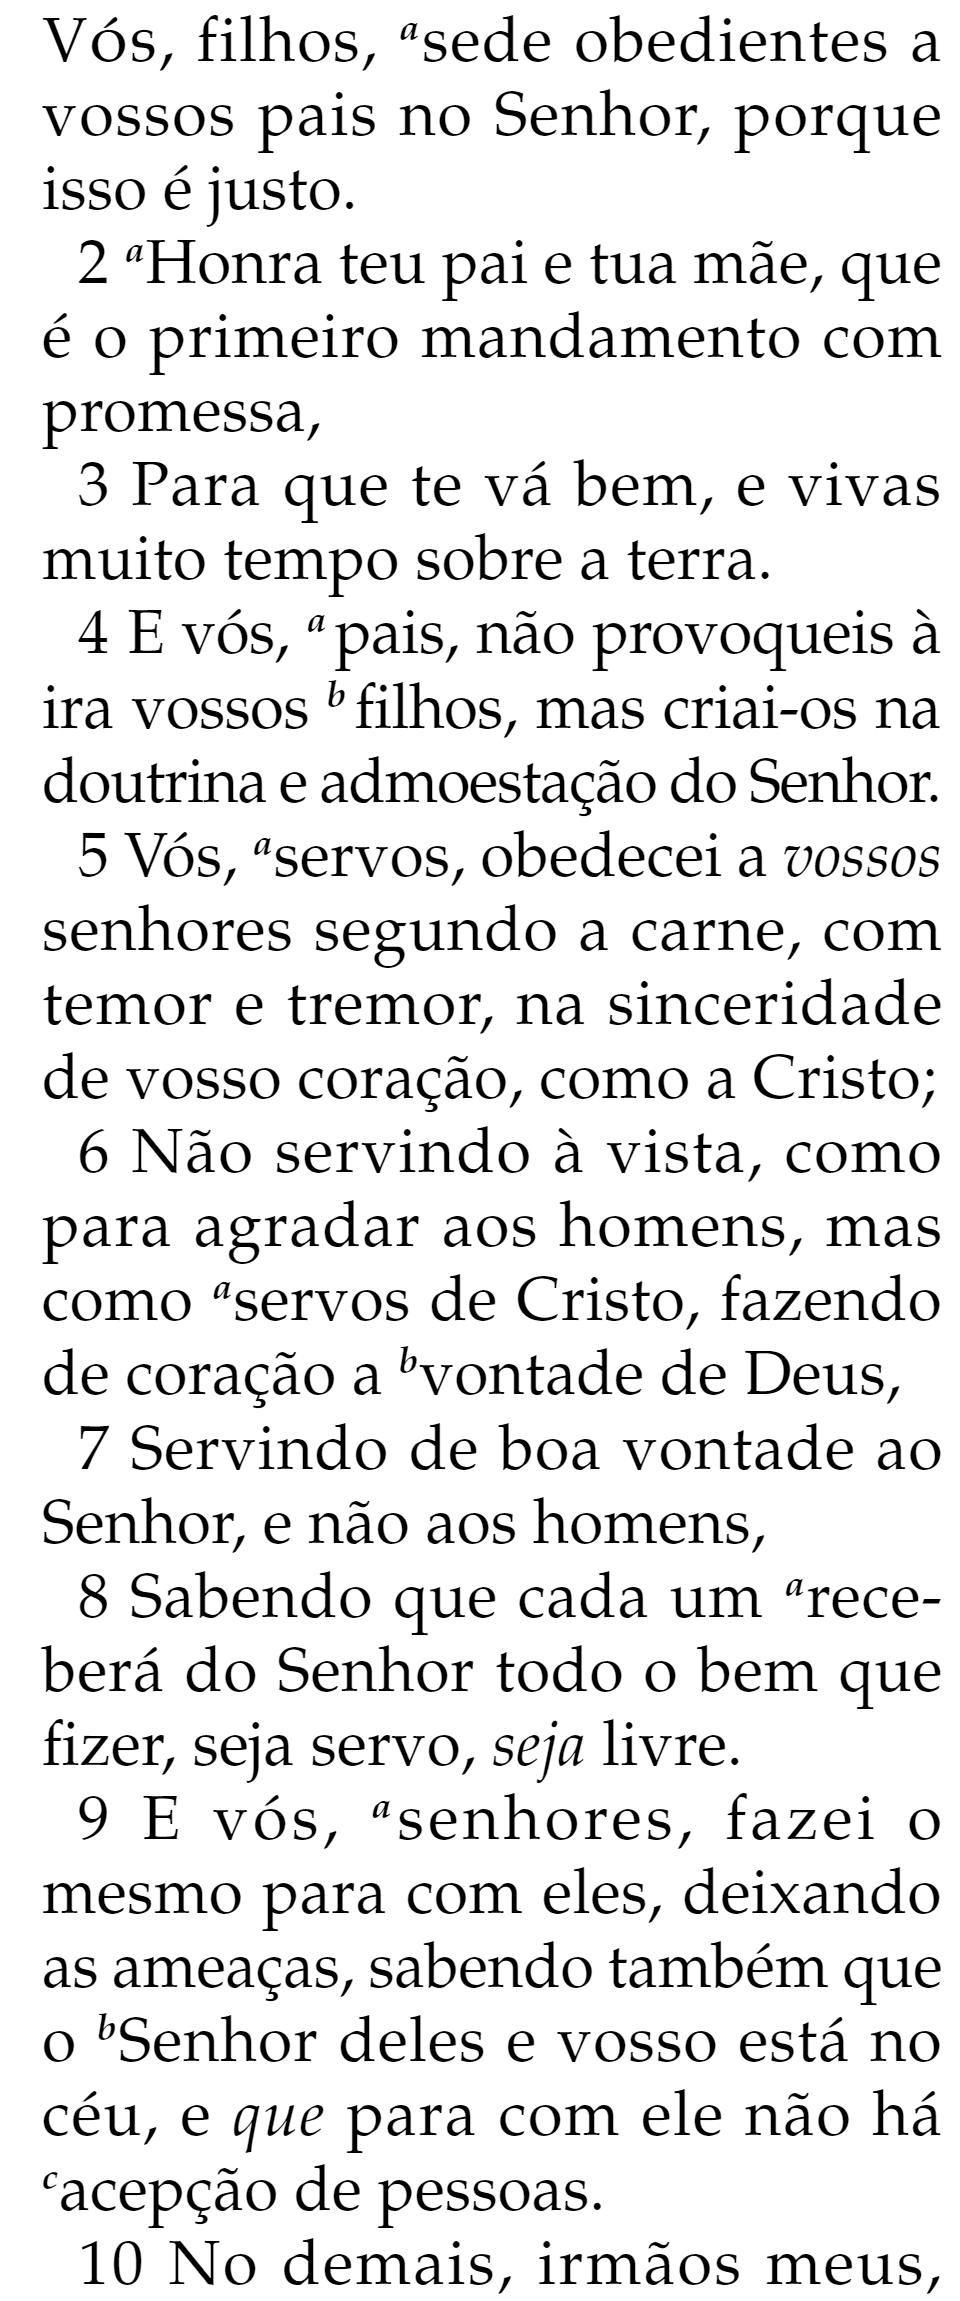 Vós, filhos, ᵃsede obedientes a
vossos pais no Senhor, porque
isso é justo.
2 ᵃHonra teu pai e tua mãe, que
é o primeiro mandamento com
promessa,
3 Para que te vá bem, e vivas
muito tempo sobre a terra.
4 E vós, ᵃpais, não provoqueis à
ira vossos ᵇfilhos, mas criai-os na
doutrina e admoestação do Senhor.
5 Vós, ᵃservos, obedecei a vossos
senhores segundo a carne, com
temor e tremor, na sinceridade
de vosso coração, como a Cristo;
6 Não servindo à vista, como
para agradar aos homens, mas
como ᵃservos de Cristo, fazendo
de coração a ᵇvontade de Deus,
7 Servindo de boa vontade ao
Senhor, e não aos homens,
8 Sabendo que cada um ᵃrece-
berá do Senhor todo o bem que
fizer, seja servo, seja livre.
9 E vós, ᵃsenhores, fazei o
mesmo para com eles, deixando
as ameaças, sabendo também que
o ᵇSenhor deles e vosso está no
céu, e que para com ele não há
ᶜacepção de pessoas.
10 No demais, irmãos meus,